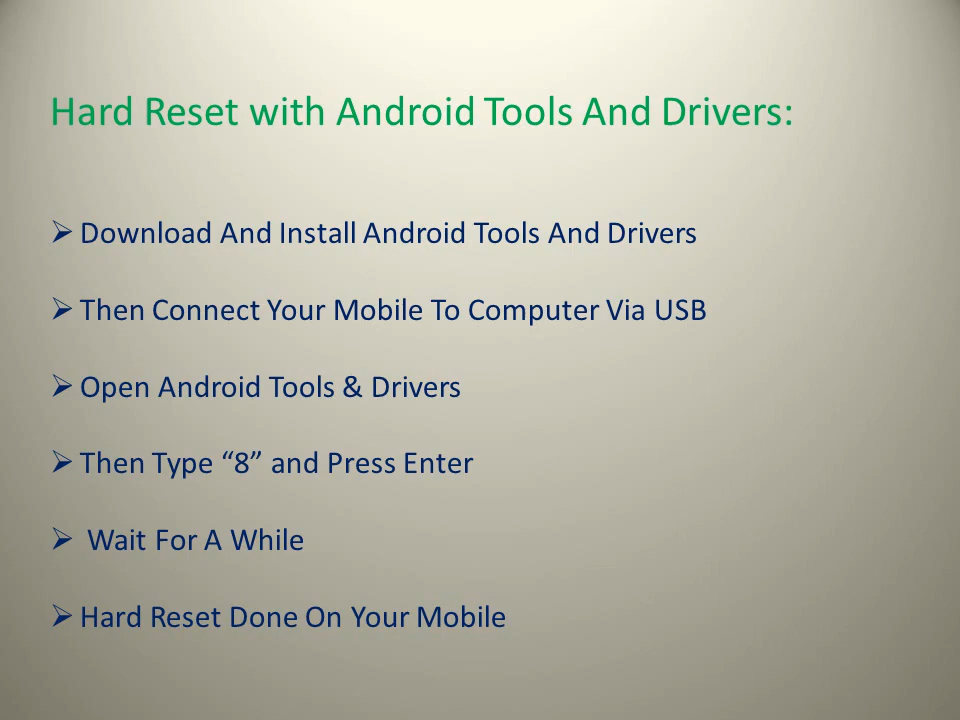 Hard Reset with Android Tools And Drivers:
➢ Download And Install Android Tools And Drivers
➢ Then Connect Your Mobile To Computer Via USB
➢ Open Android Tools & Drivers
➢ Then Type “8” and Press Enter
➢ Wait For A While
➢ Hard Reset Done On Your Mobile